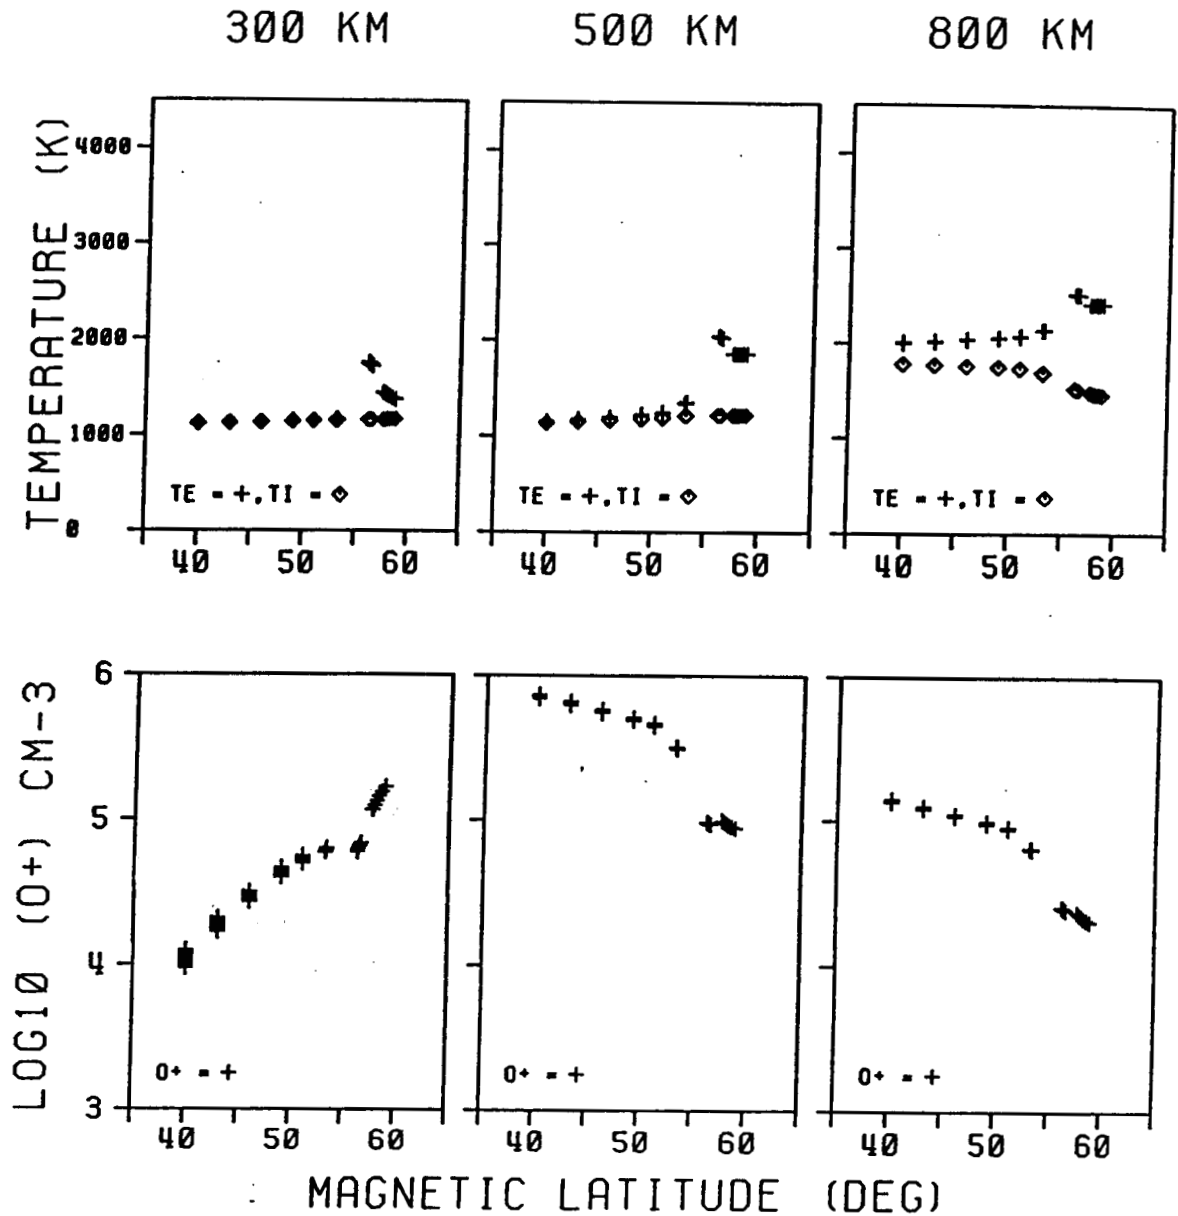 300 KM 500 KM 800 KM
TEMPERATURE (K)
4000
3000
2000
1000
0
TE = +,TI = ◇
TE = +,TI = ◇
TE = +,TI = ◇
40 50 60
40 50 60
40 50 60
LOG10 (O+) CM-3
6
5
4
3
O+ = +
O+ = +
O+ = +
40 50 60
40 50 60
40 50 60
MAGNETIC LATITUDE (DEG)